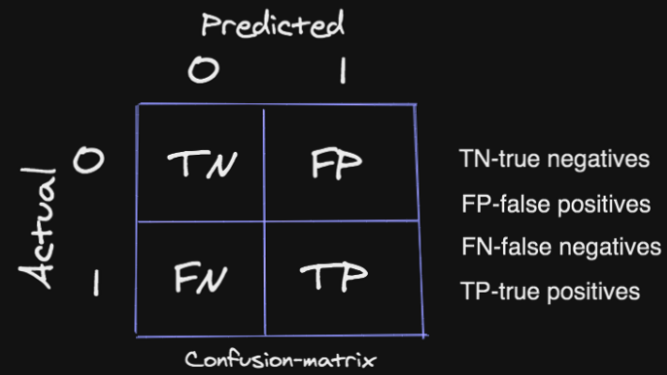 Predicted
0 1
Actual
0 TN FP
1 FN TP
Confusion-matrix
TN-true negatives
FP-false positives
FN-false negatives
TP-true positives